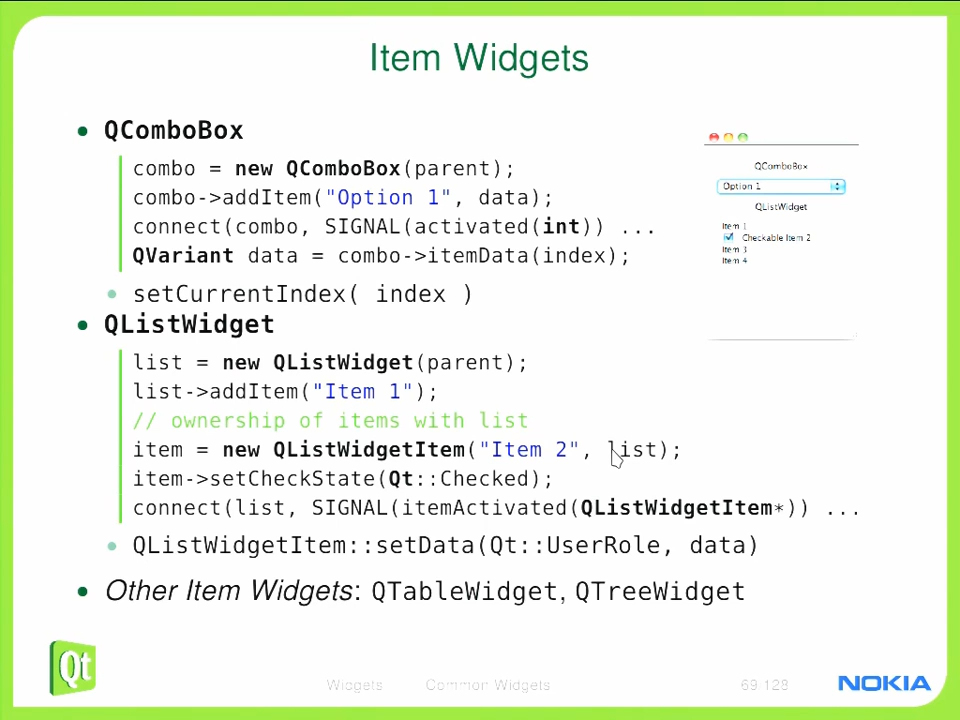 Item Widgets
QComboBox
combo = new QComboBox(parent);
combo->addItem("Option 1", data);
connect(combo, SIGNAL(activated(int)) ...
QVariant data = combo->itemData(index);
setCurrentIndex( index )
QListWidget
list = new QListWidget(parent);
list->addItem("Item 1");
// ownership of items with list
item = new QListWidgetItem("Item 2", list);
item->setCheckState(Qt::Checked);
connect(list, SIGNAL(itemActivated(QListWidgetItem*)) ...
QListWidgetItem::setData(Qt::UserRole, data)
Other Item Widgets: QTableWidget, QTreeWidget
QComboBox
Option 1
QListWidget
Item 1
Checkable Item 2
Item 3
Item 4
Qt
Widgets Common Widgets 69/128
NOKIA